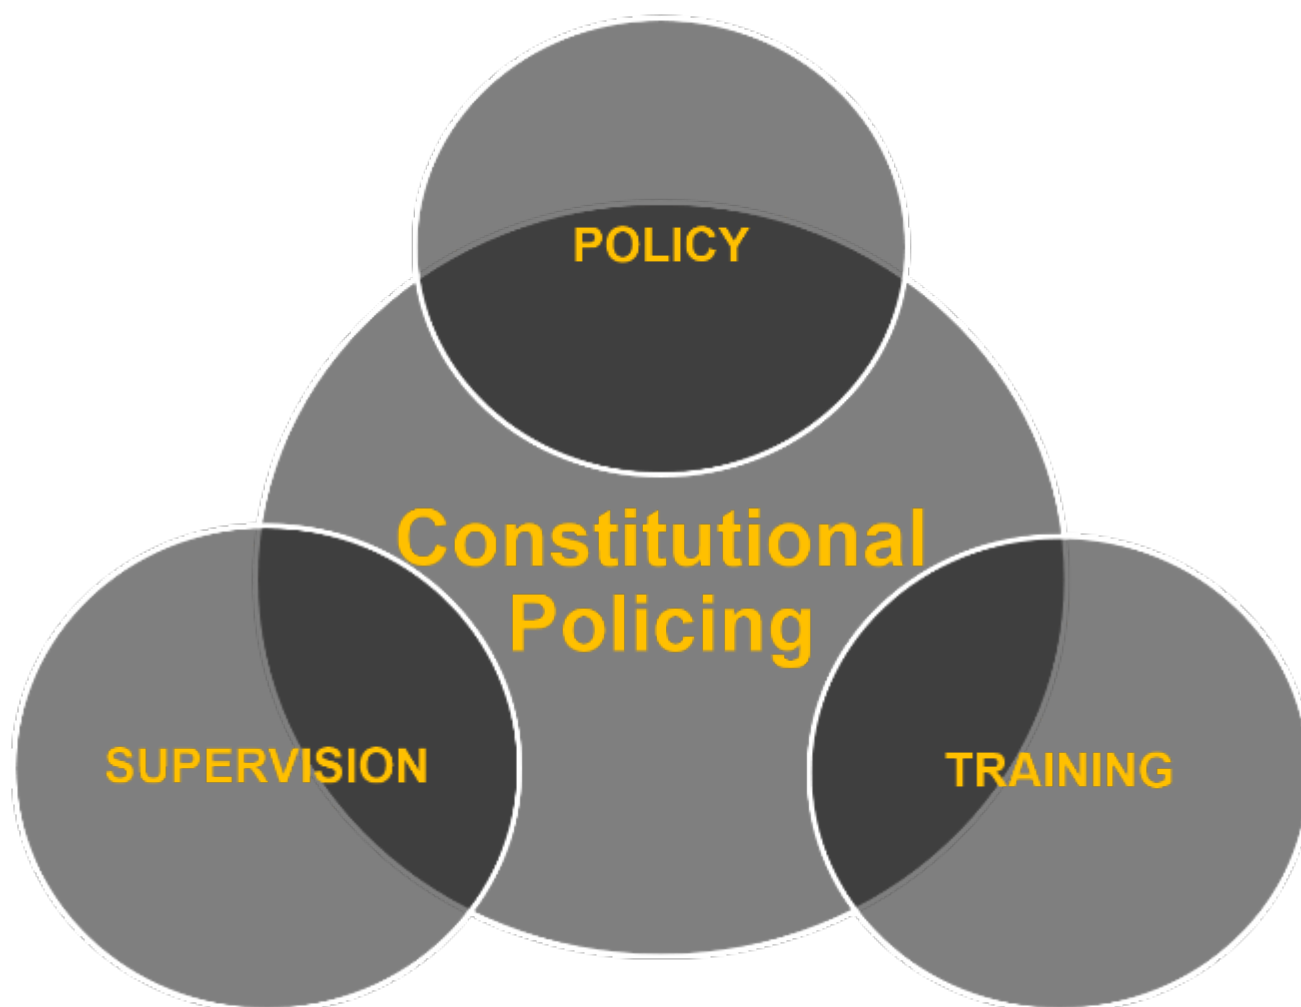 POLICY
Constitutional
Policing
SUPERVISION
TRAINING